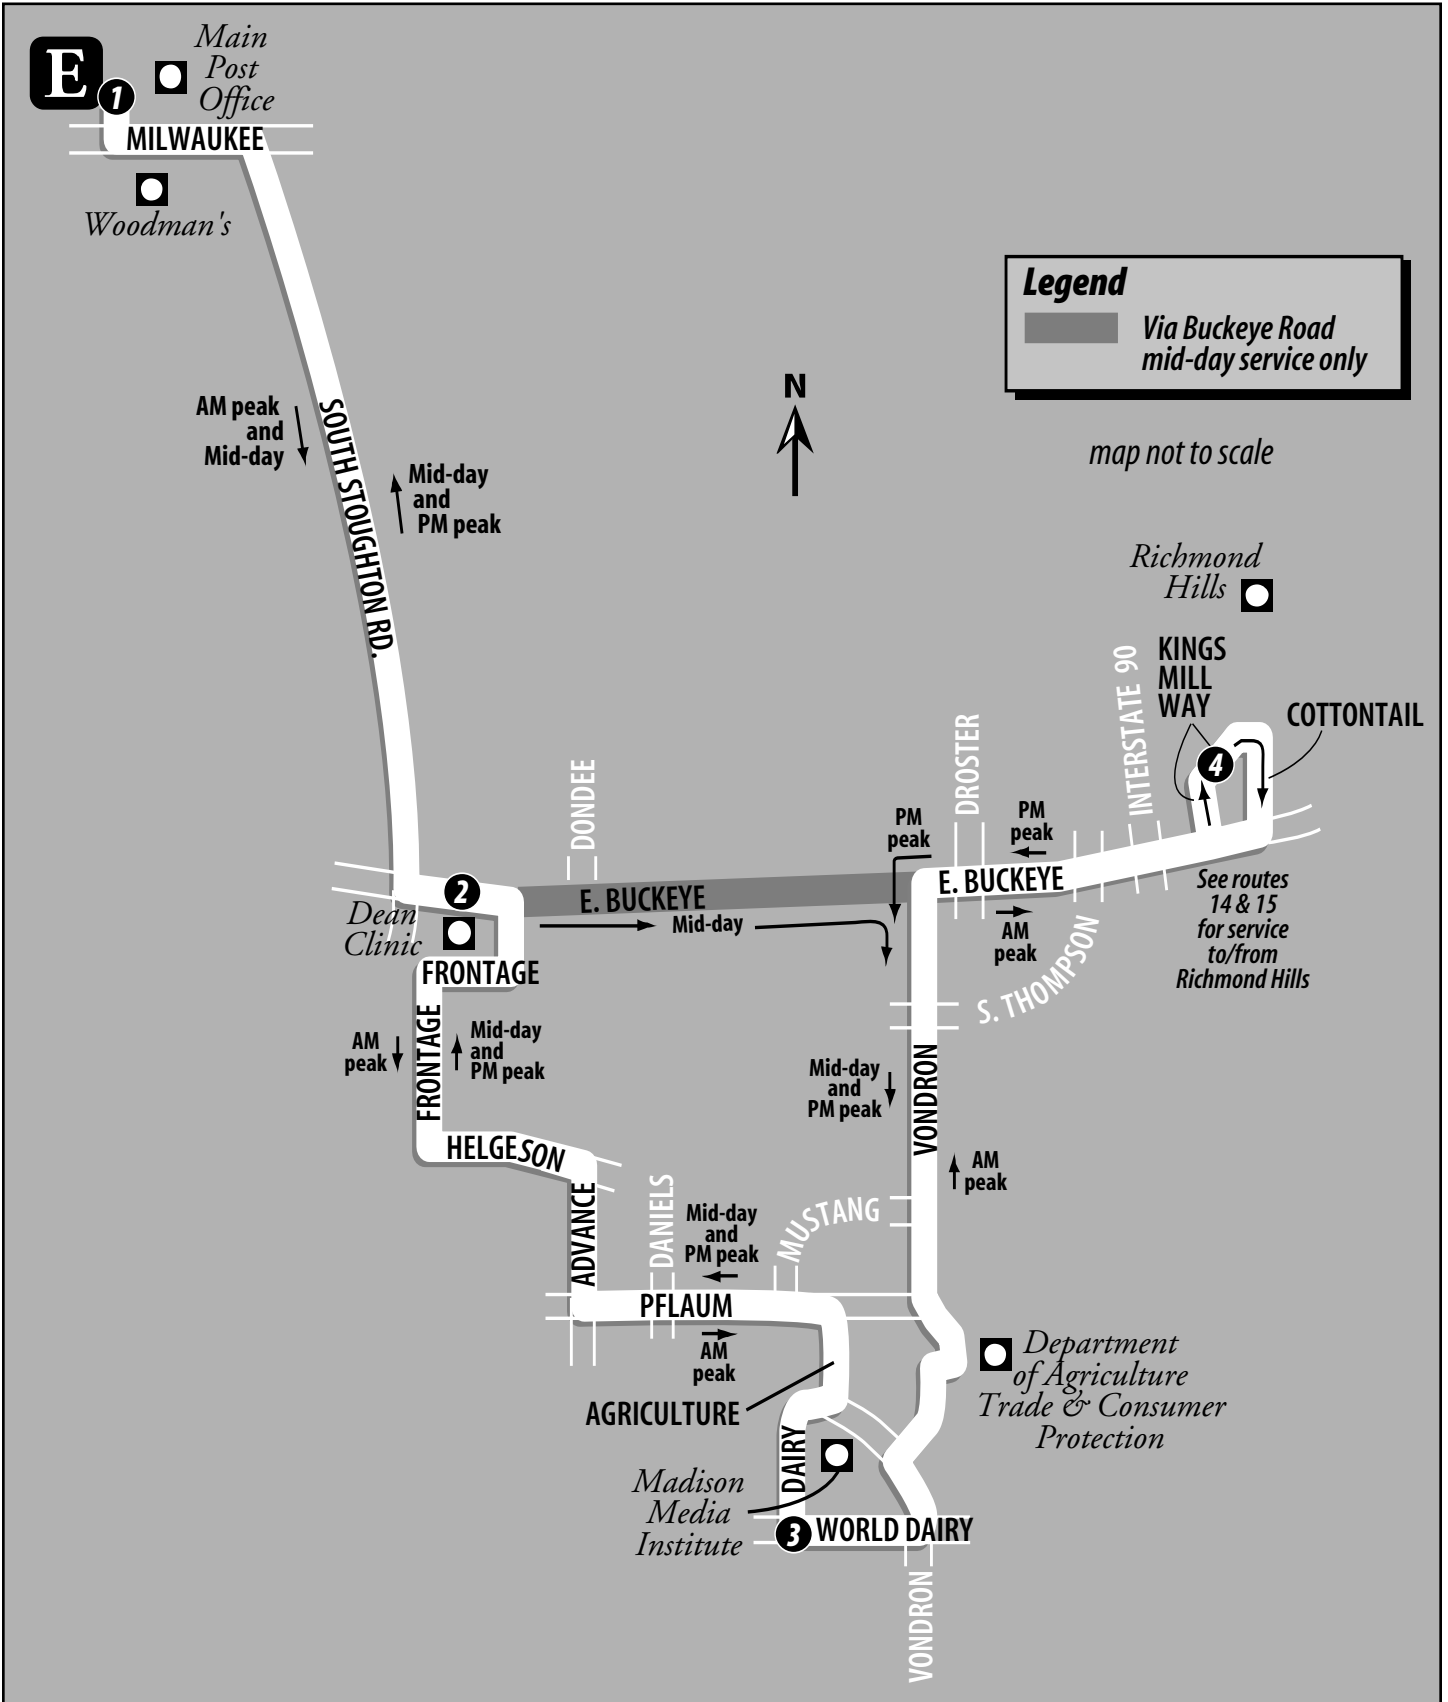 Main
Post
Office
E
1
MILWAUKEE
Woodman's
Legend
Via Buckeye Road
mid-day service only
N
map not to scale
AM peak
and
Mid-day
SOUTH STOUGHTON RD.
Mid-day
and
PM peak
Richmond
Hills
INTERSTATE 90
KINGS
MILL
WAY
COTTONTAIL
4
DROSTER
DONDEE
PM
peak
PM
peak
2
E. BUCKEYE
E. BUCKEYE
Mid-day
AM
peak
See routes
14 & 15
for service
to/from
Richmond Hills
Dean
Clinic
FRONTAGE
S. THOMPSON
FRONTAGE
AM
peak
Mid-day
and
PM peak
Mid-day
and
PM peak
VONDRON
HELGESON
AM
peak
ADVANCE
DANIELS
Mid-day
and
PM peak
MUSTANG
PFLAUM
AM
peak
Department
of Agriculture
Trade & Consumer
Protection
AGRICULTURE
DAIRY
Madison
Media
Institute
3
WORLD DAIRY
VONDRON